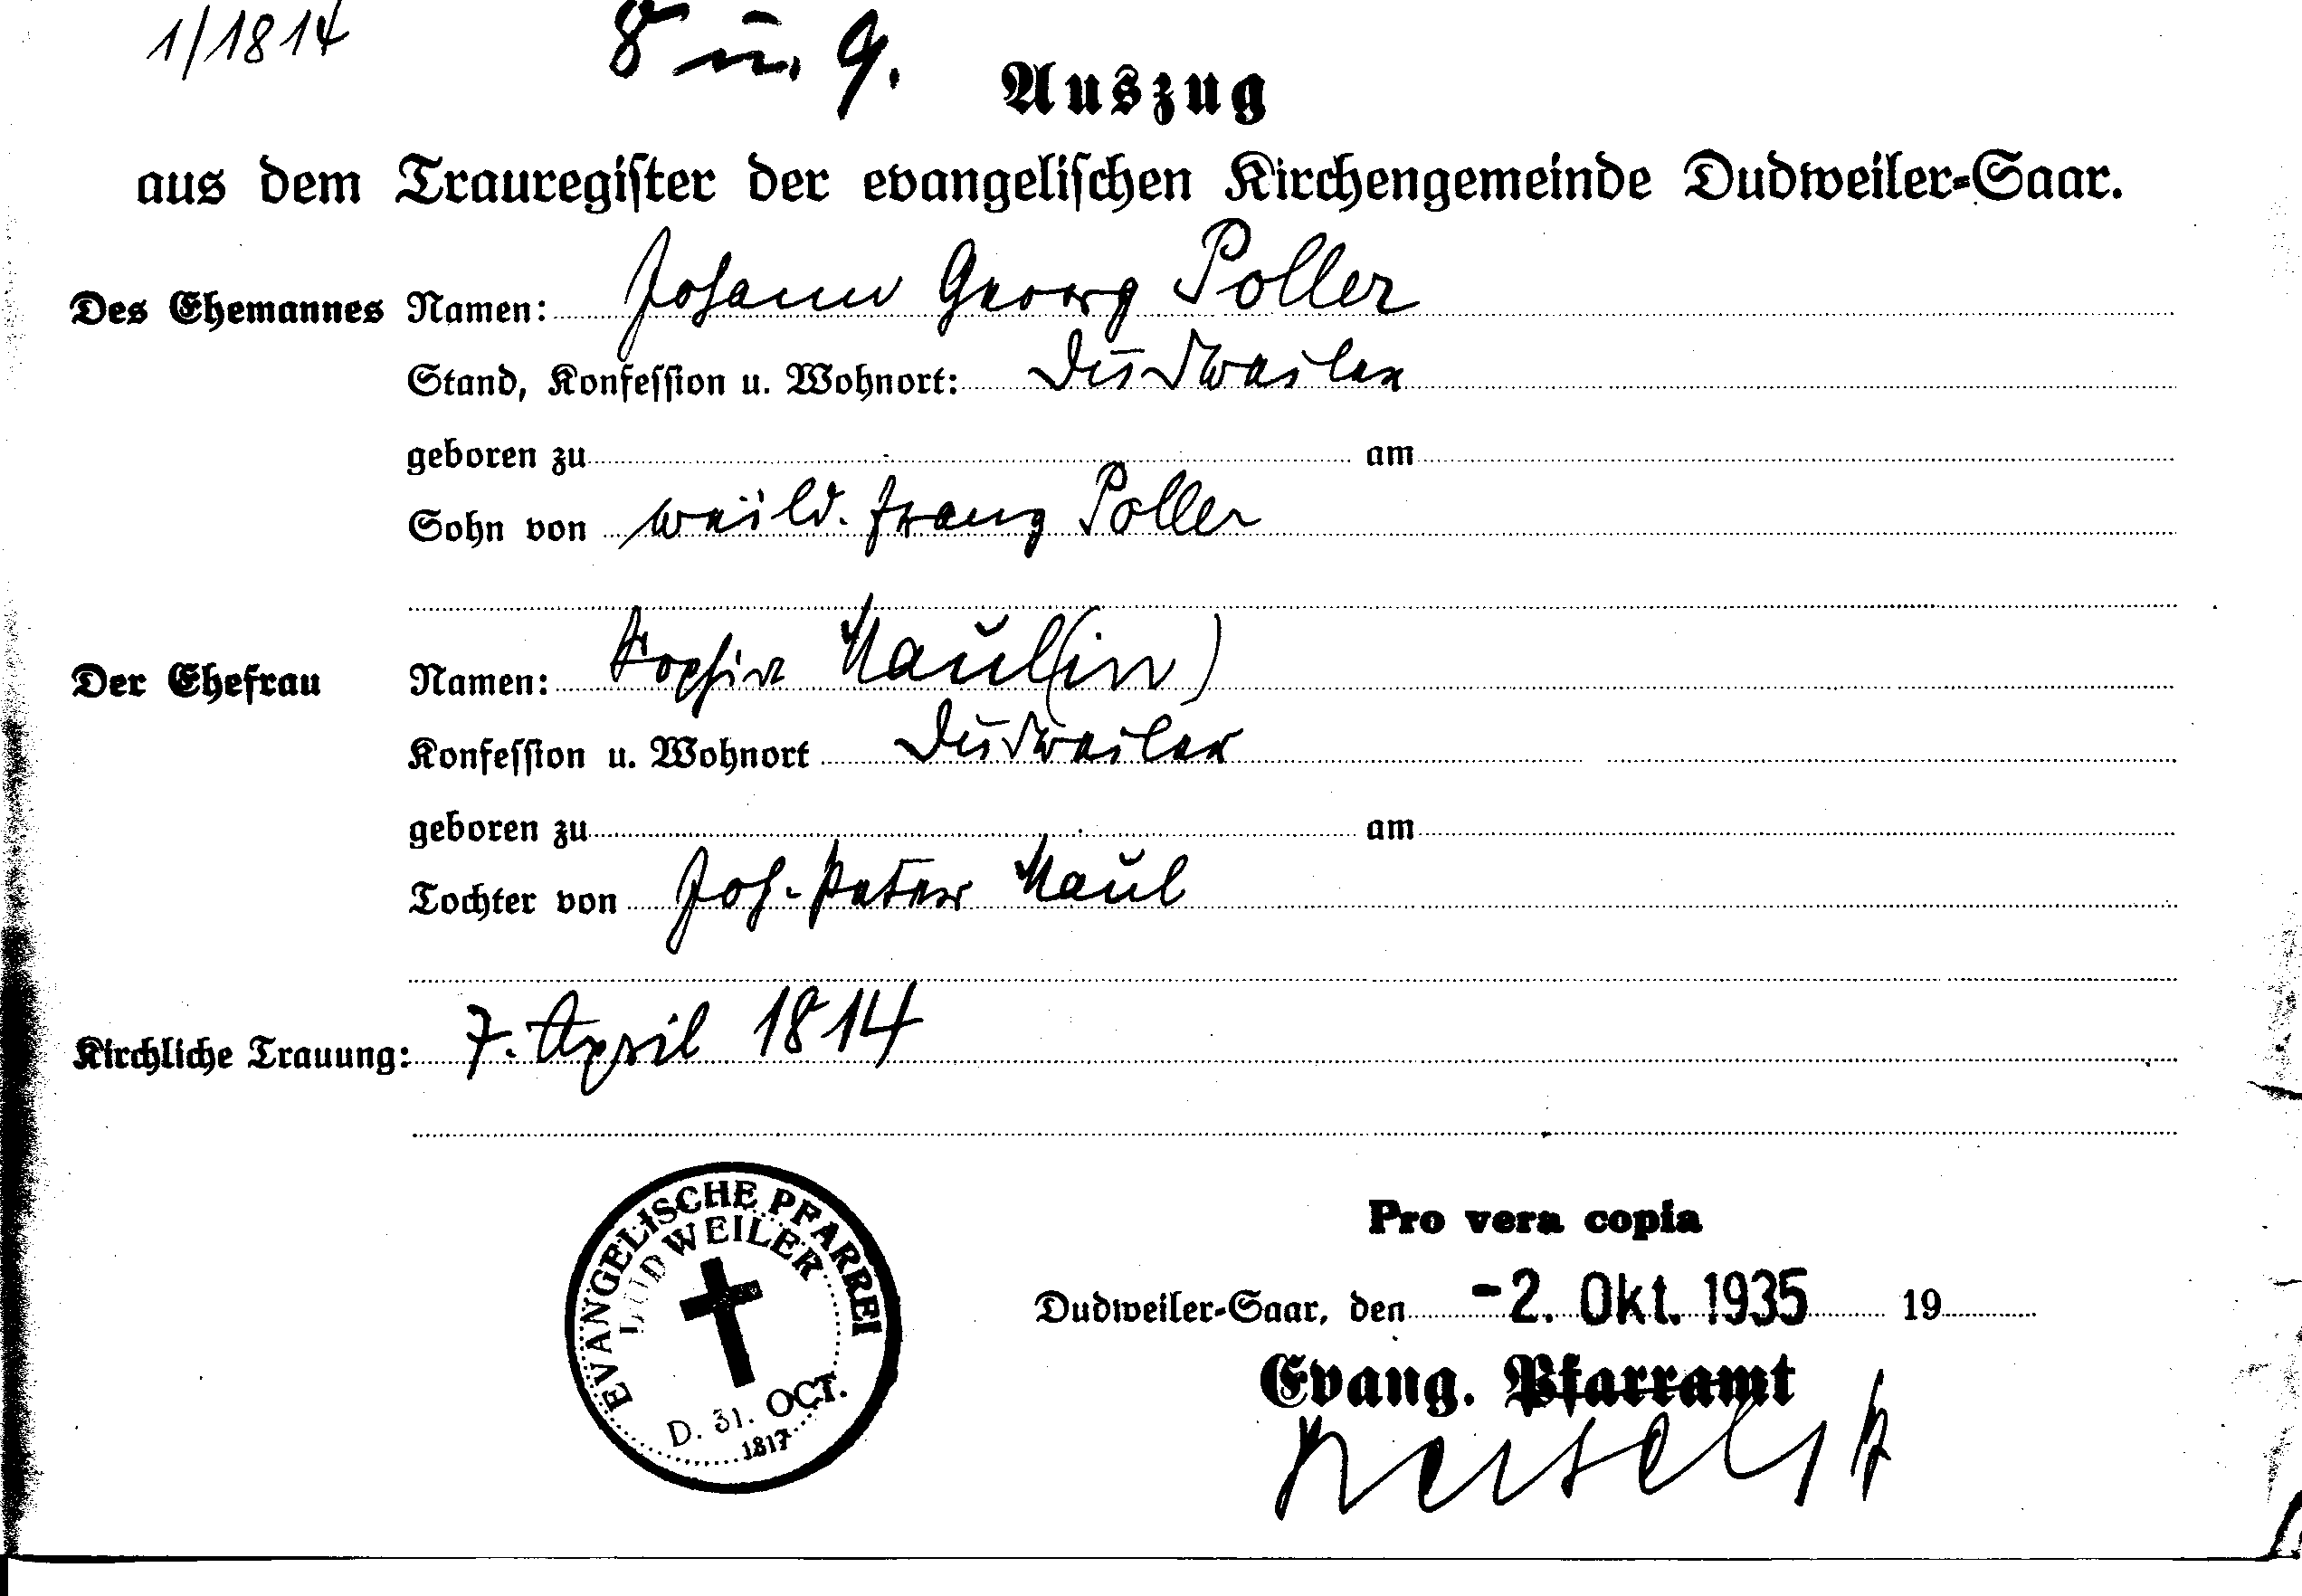 1/1814
8 u. 9.
Auszug
aus dem Trauregister der evangelischen Kirchengemeinde Dudweiler-Saar.
Des Ehemannes Namen: Johann Georg Poller
Stand, Konfession u. Wohnort: Dudweiler
geboren zu am
Sohn von weild. Franz Poller
Der Ehefrau Namen: Sophie Maul(in)
Konfession u. Wohnort Dudweiler
geboren zu am
Tochter von Joh. Peter Maul
Kirchliche Trauung: 7. April 1814
EVANGELISCHE PFARREI
DUDWEILER
D. 31. OCT.
1817
Pro vera copia
Dudweiler-Saar, den -2. Okt. 1935 19
Evang. Pfarramt